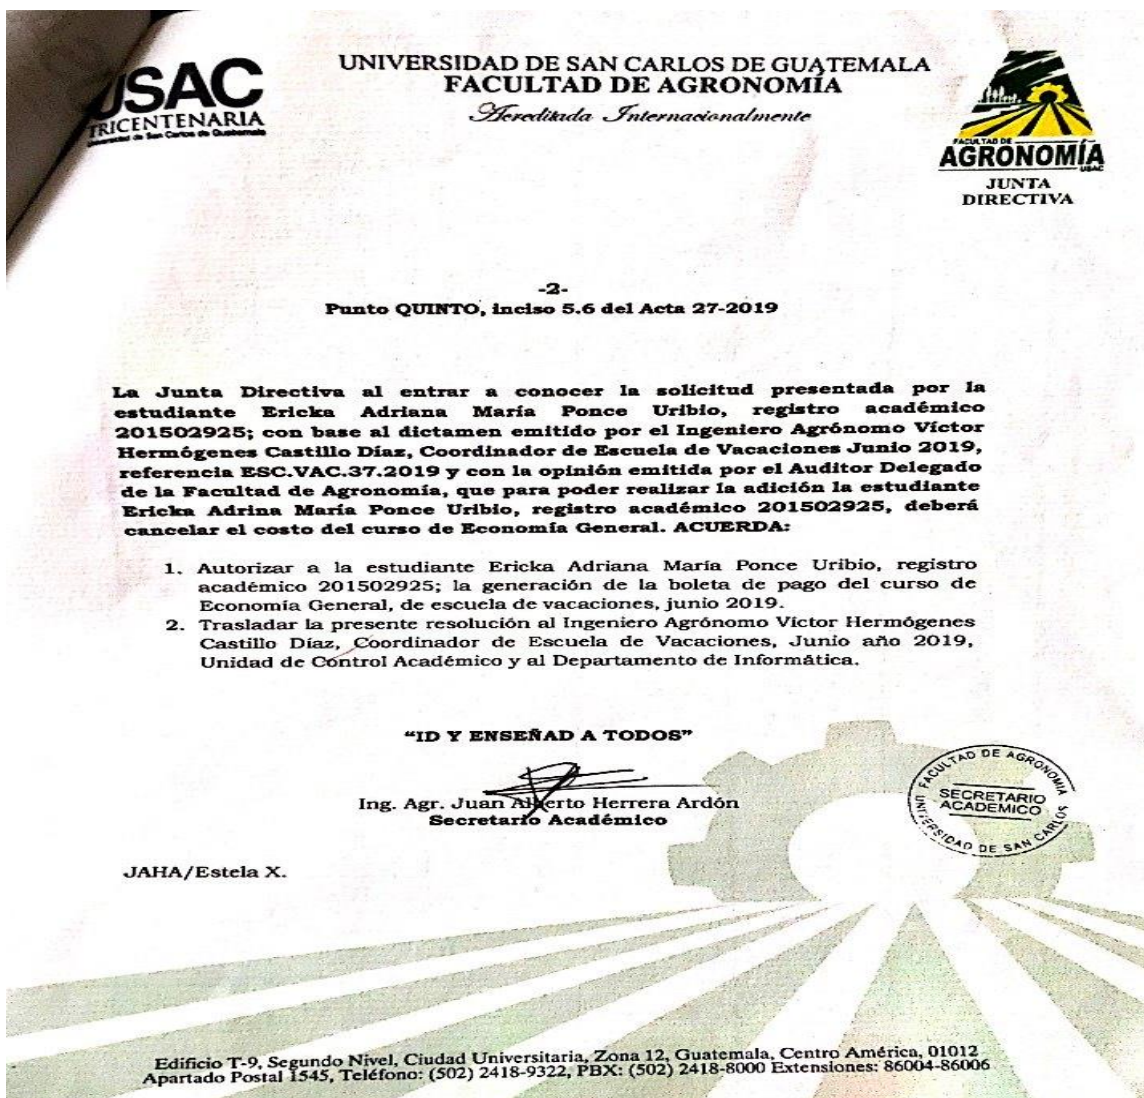 USAC
TRICENTENARIA
Universidad de San Carlos de Guatemala
UNIVERSIDAD DE SAN CARLOS DE GUATEMALA
FACULTAD DE AGRONOMÍA
Acreditada Internacionalmente
FACULTAD DE
AGRONOMÍA
USAC
JUNTA
DIRECTIVA
-2-
Punto QUINTO, inciso 5.6 del Acta 27-2019
La Junta Directiva al entrar a conocer la solicitud presentada por la
estudiante Ericka Adriana María Ponce Uribio, registro académico
201502925; con base al dictamen emitido por el Ingeniero Agrónomo Víctor
Hermógenes Castillo Díaz, Coordinador de Escuela de Vacaciones Junio 2019,
referencia ESC.VAC.37.2019 y con la opinión emitida por el Auditor Delegado
de la Facultad de Agronomía, que para poder realizar la adición la estudiante
Ericka Adrina María Ponce Uribio, registro académico 201502925, deberá
cancelar el costo del curso de Economía General. ACUERDA:
1. Autorizar a la estudiante Ericka Adriana María Ponce Uribio, registro
académico 201502925; la generación de la boleta de pago del curso de
Economía General, de escuela de vacaciones, junio 2019.
2. Trasladar la presente resolución al Ingeniero Agrónomo Víctor Hermógenes
Castillo Díaz, Coordinador de Escuela de Vacaciones, Junio año 2019,
Unidad de Control Académico y al Departamento de Informática.
“ID Y ENSEÑAD A TODOS”
Ing. Agr. Juan Alberto Herrera Ardón
Secretario Académico
FACULTAD DE AGRONOMIA
SECRETARIO
ACADEMICO
UNIVERSIDAD DE SAN CARLOS
JAHA/Estela X.
Edificio T-9, Segundo Nivel, Ciudad Universitaria, Zona 12, Guatemala, Centro América, 01012
Apartado Postal 1545, Teléfono: (502) 2418-9322, PBX: (502) 2418-8000 Extensiones: 86004-86006